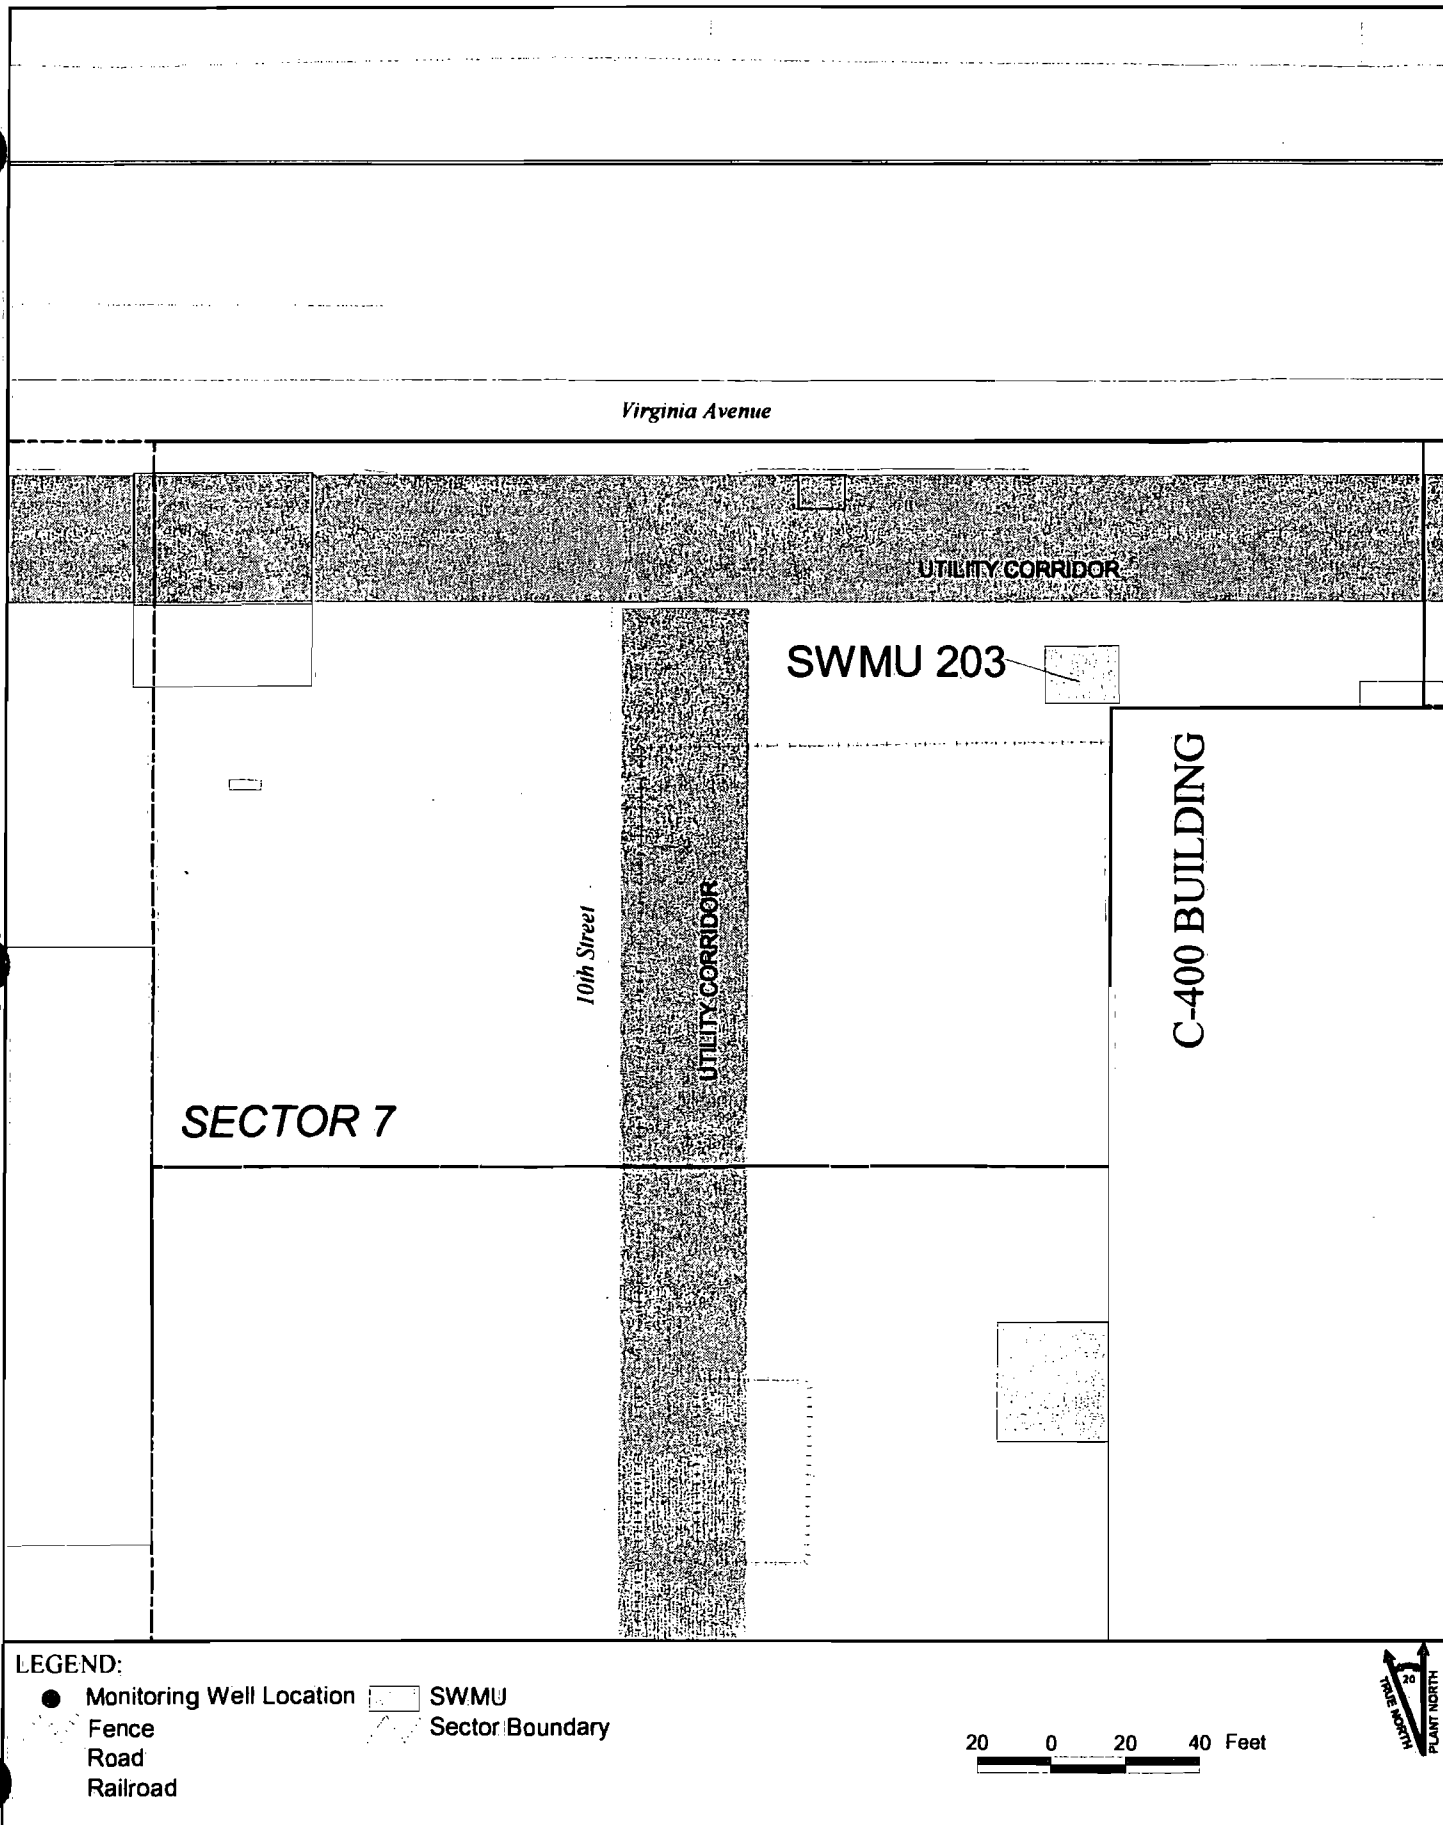 Virginia Avenue
UTILITY CORRIDOR
SWMU 203
C-400 BUILDING
10th Street
UTILITY CORRIDOR
SECTOR 7
LEGEND:
Monitoring Well Location
SWMU
Fence
Sector Boundary
Road
Railroad
20 0 20 40 Feet
20
TRUE NORTH
PLANT NORTH